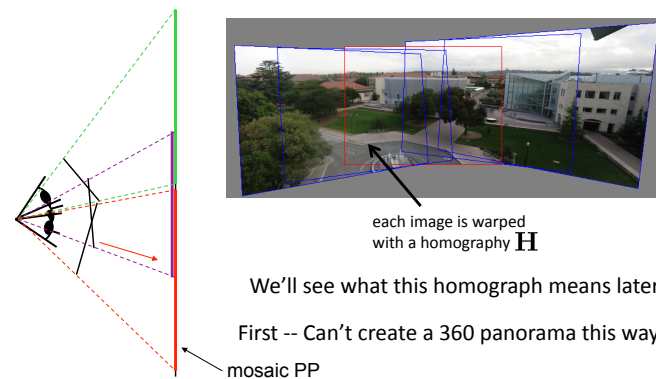 each image is warped
with a homography H
We'll see what this homograph means later
First -- Can't create a 360 panorama this way
mosaic PP